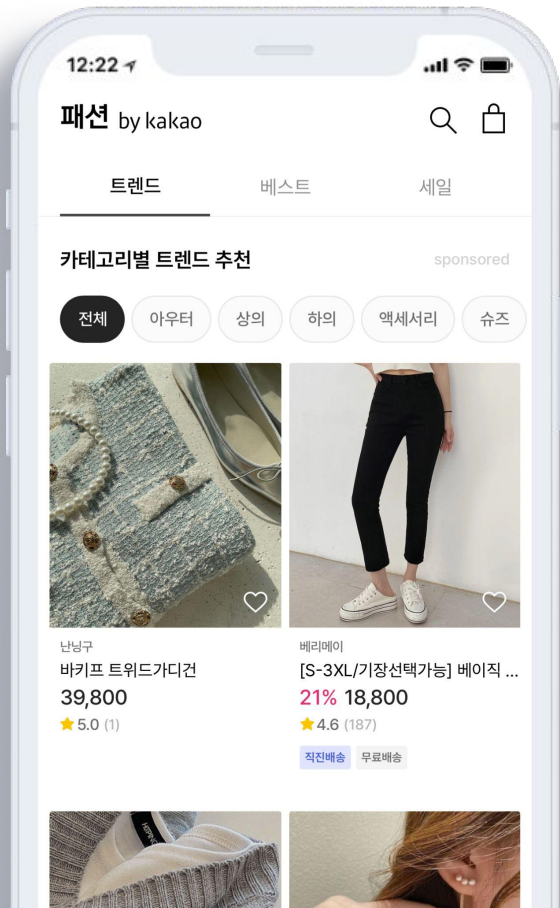 12:22
패션 by kakao
트렌드 베스트 세일
카테고리별 트렌드 추천 sponsored
전체 아우터 상의 하의 액세서리 슈즈
난닝구
바키프 트위드가디건
39,800
5.0 (1)
베리메이
[S-3XL/기장선택가능] 베이직 ...
21% 18,800
4.6 (187)
직진배송 무료배송